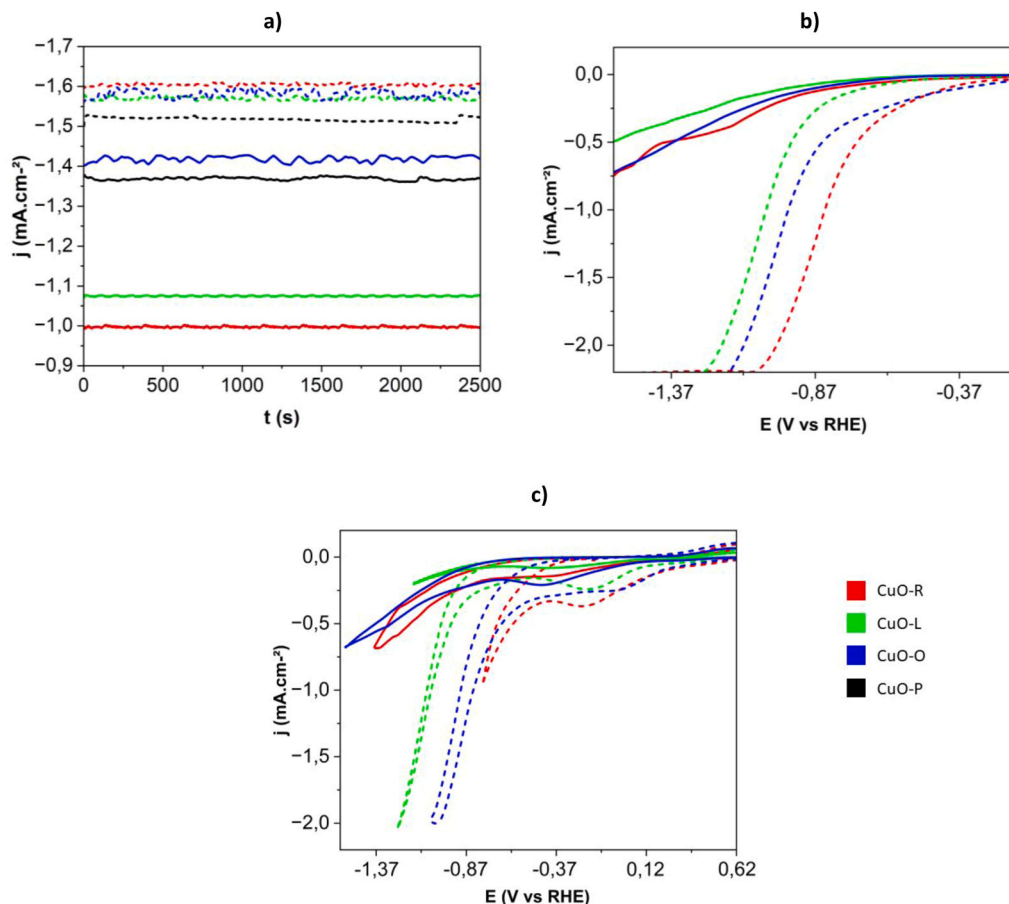 a)
−1,7
−1,6
−1,5
−1,4
−1,3
−1,2
−1,1
−1,0
−0,9
j (mA.cm⁻²)
0 500 1000 1500 2000 2500
t (s)
b)
0,0
−0,5
−1,0
−1,5
−2,0
j (mA.cm⁻²)
-1,37 -0,87 -0,37
E (V vs RHE)
c)
0,0
−0,5
−1,0
−1,5
−2,0
j (mA.cm⁻²)
-1,37 -0,87 -0,37 0,12 0,62
E (V vs RHE)
CuO-R
CuO-L
CuO-O
CuO-P